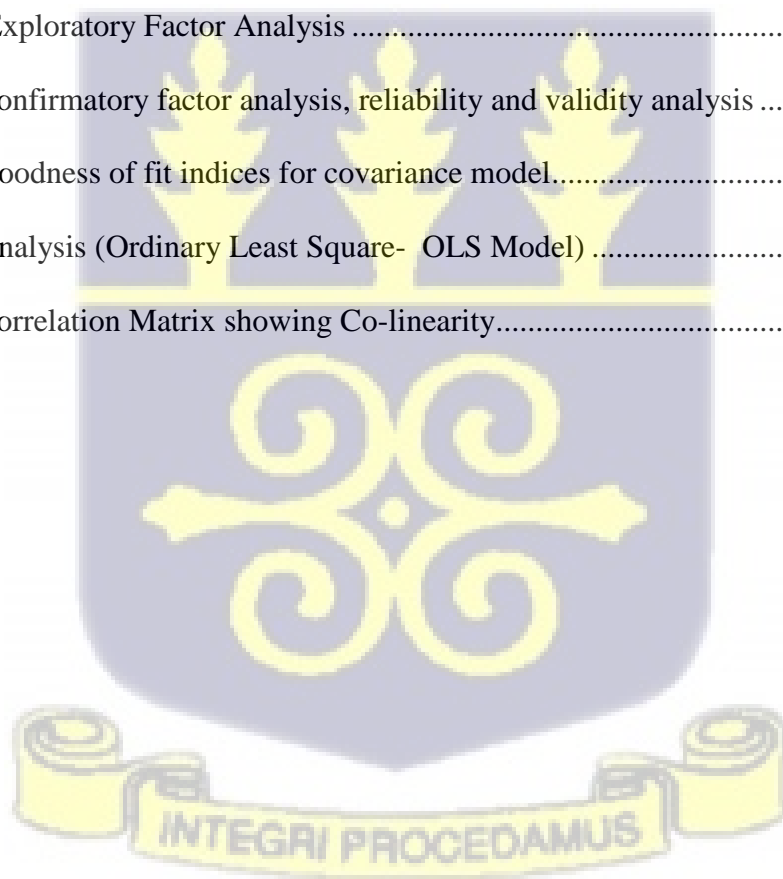 Exploratory Factor Analysis ..........................................................
onfirmatory factor analysis, reliability and validity analysis ...
oodness of fit indices for covariance model.............................
nalysis (Ordinary Least Square-  OLS Model) ........................
orrelation Matrix showing Co-linearity....................................
INTEGRI PROCEDAMUS